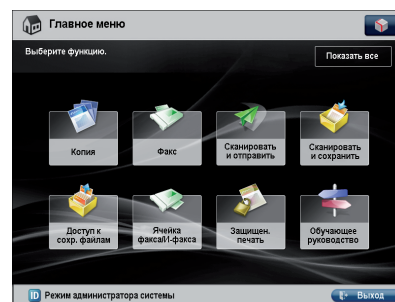 Главное меню
Выберите функцию.
Показать все
Копия
Факс
Сканировать
и отправить
Сканировать
и сохранить
Доступ к
сохр. файлам
Ячейка
факса/И-факса
Защищен.
печать
Обучающее
руководство
ID Режим администратора системы
Выход